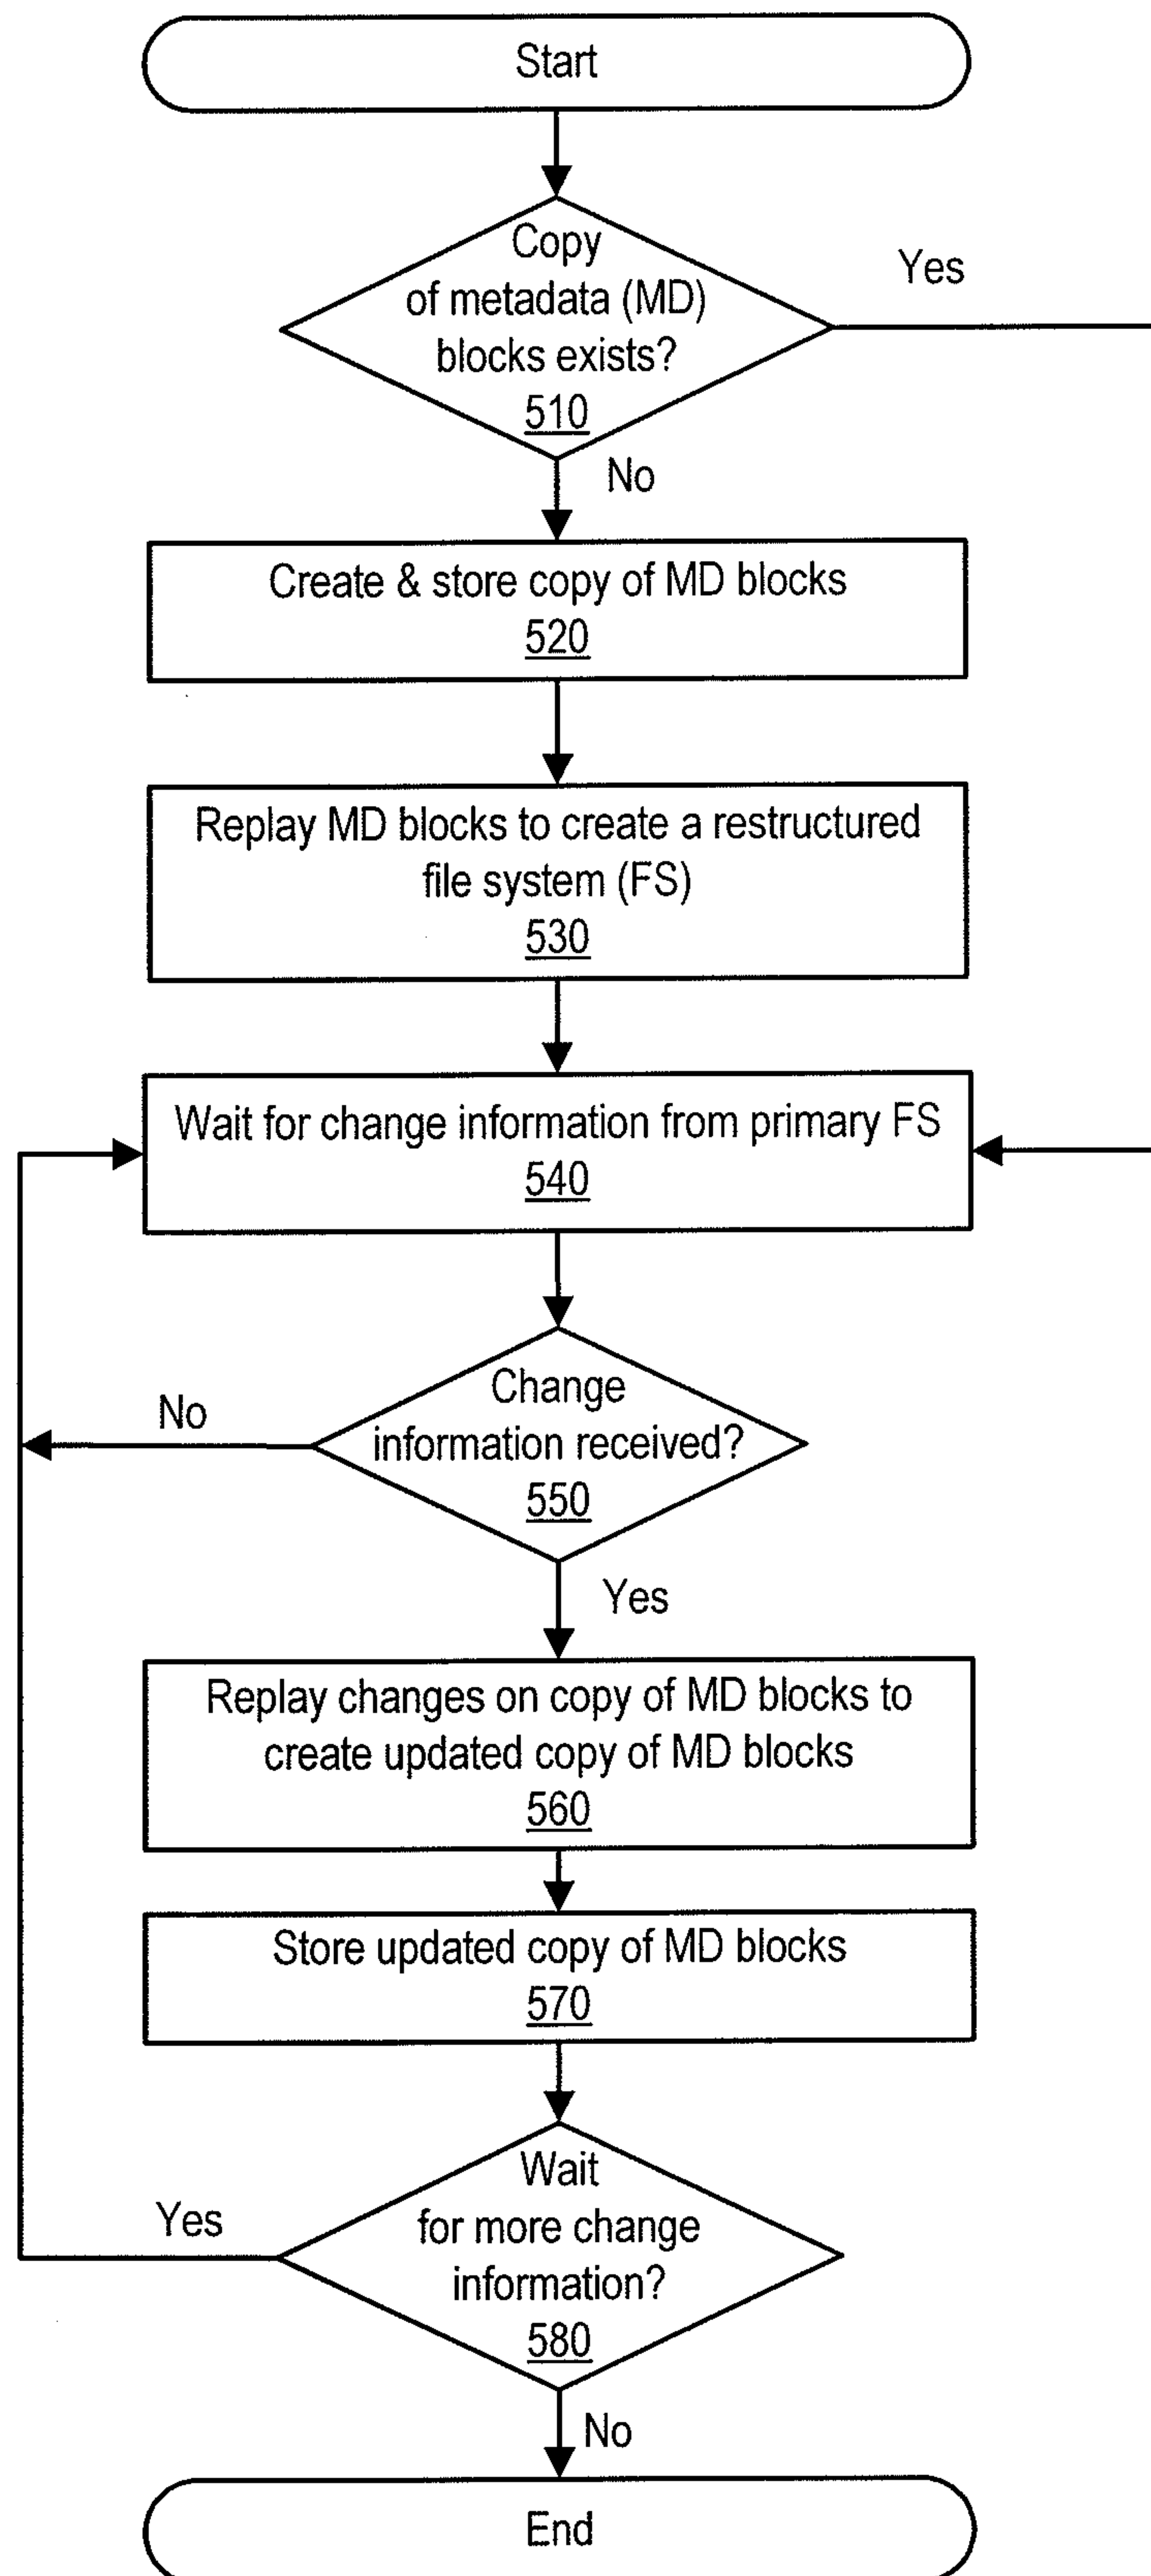 Start
Copy
of metadata (MD)
blocks exists?
510
Yes
No
Create & store copy of MD blocks
520
Replay MD blocks to create a restructured
file system (FS)
530
Wait for change information from primary FS
540
Change
information received?
550
No
Yes
Replay changes on copy of MD blocks to
create updated copy of MD blocks
560
Store updated copy of MD blocks
570
Wait
for more change
information?
580
Yes
No
End